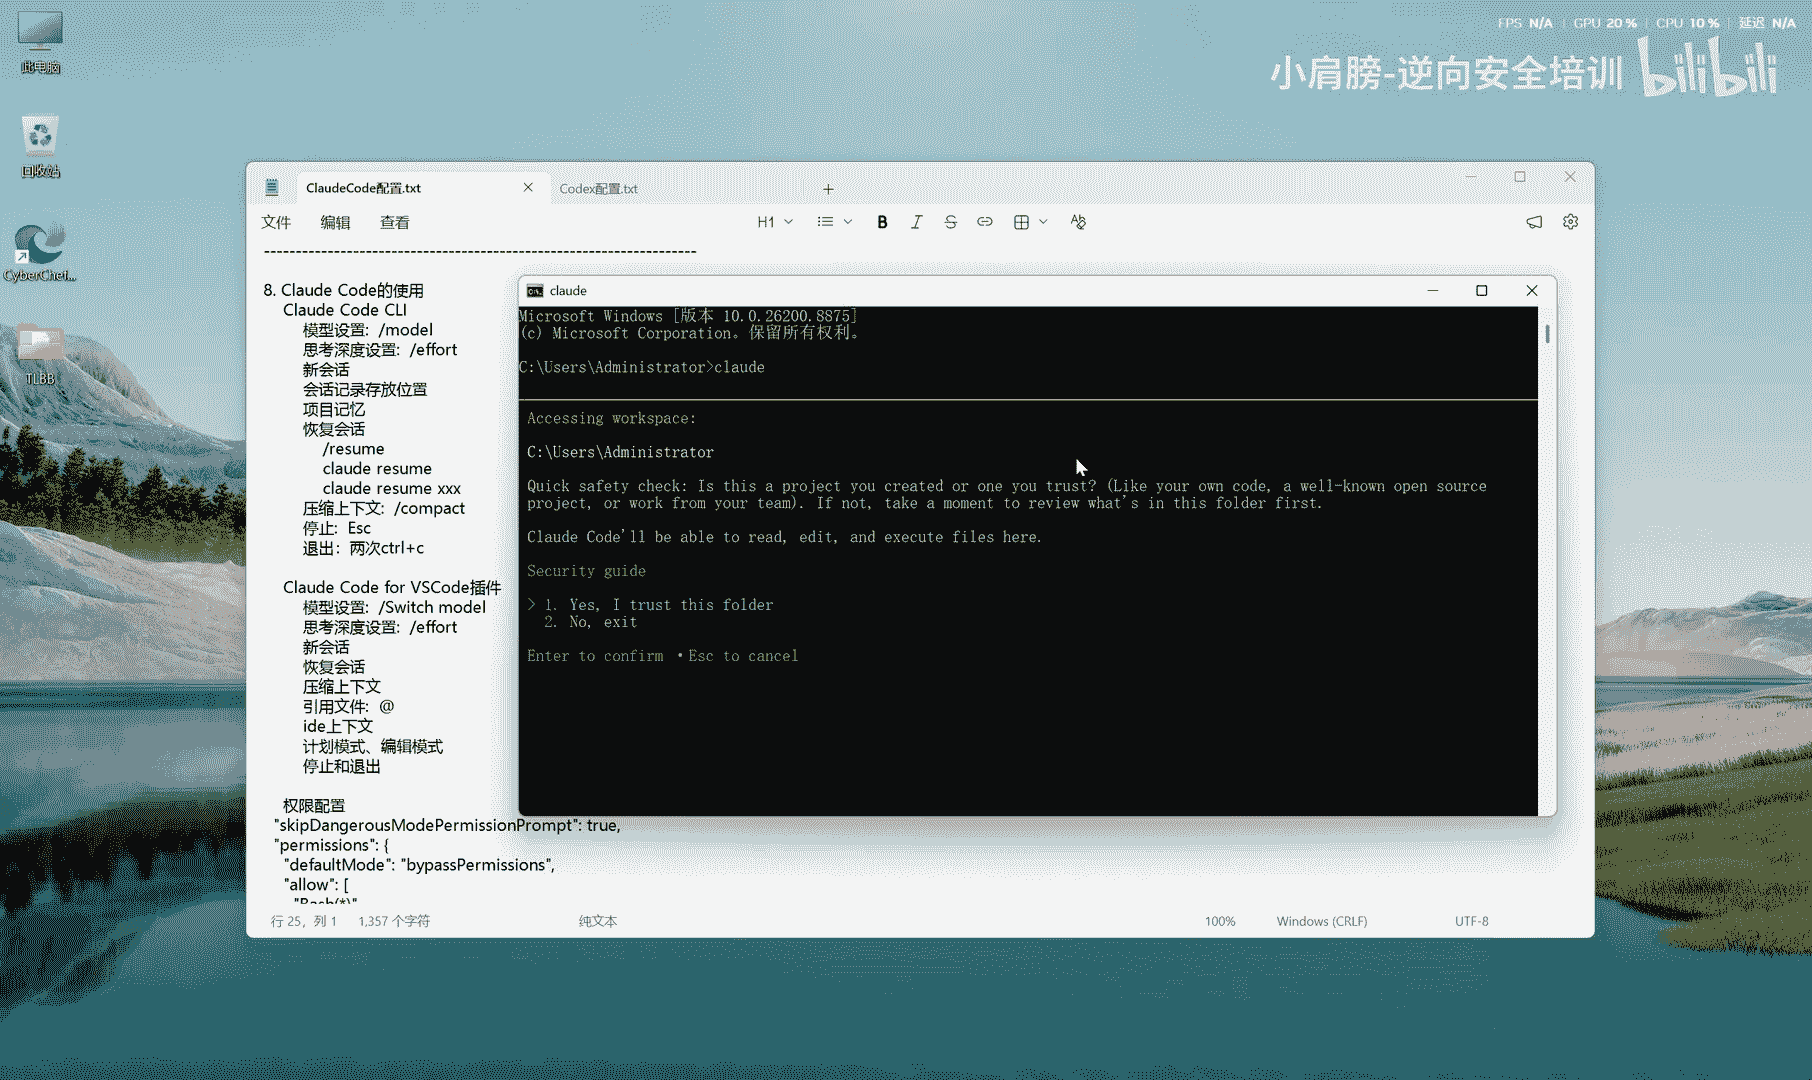 FPS N/A | GPU 20 % | CPU 10 % | 延迟 N/A
小肩膀-逆向安全培训 bilibili
此电脑
回收站
CyberChef...
TLBB
ClaudeCode配置.txt
Codex配置.txt
文件 编辑 查看
H1
B I S
--------------------------------------------------------------------
8. Claude Code的使用
Claude Code CLI
模型设置: /model
思考深度设置: /effort
新会话
会话记录存放位置
项目记忆
恢复会话
/resume
claude resume
claude resume xxx
压缩上下文: /compact
停止: Esc
退出: 两次ctrl+c
Claude Code for VSCode插件
模型设置: /Switch model
思考深度设置: /effort
新会话
恢复会话
压缩上下文
引用文件: @
ide上下文
计划模式、编辑模式
停止和退出
权限配置
"skipDangerousModePermissionPrompt": true,
"permissions": {
"defaultMode": "bypassPermissions",
"allow": [
"Bash(*)"
行 25，列 1 1,357 个字符 纯文本 100% Windows (CRLF) UTF-8
claude
Microsoft Windows [版本 10.0.26200.8875]
(c) Microsoft Corporation。保留所有权利。
C:\Users\Administrator>claude
Accessing workspace:
C:\Users\Administrator
Quick safety check: Is this a project you created or one you trust? (Like your own code, a well-known open source
project, or work from your team). If not, take a moment to review what's in this folder first.
Claude Code'll be able to read, edit, and execute files here.
Security guide
> 1. Yes, I trust this folder
2. No, exit
Enter to confirm · Esc to cancel